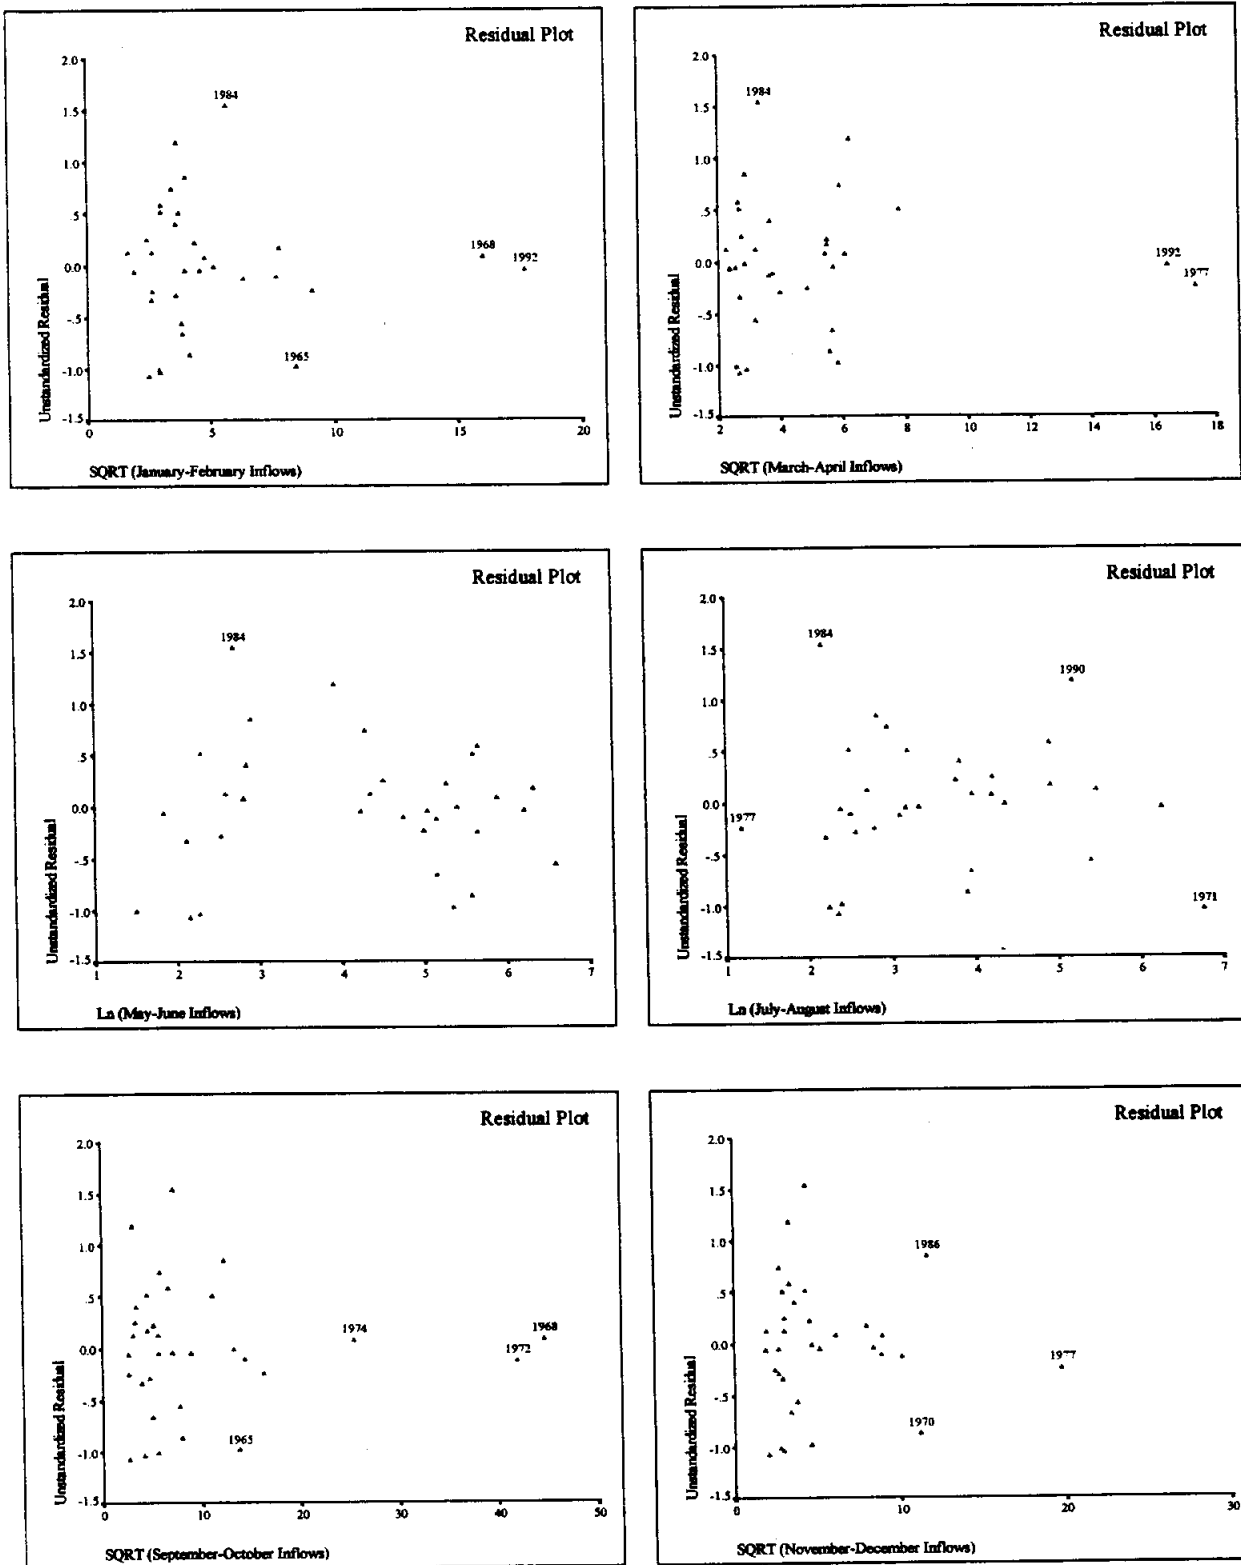 Residual Plot
2.0
1.5
1.0
.5
0.0
-.5
-1.0
-1.5
1984
1968
1992
1965
0 5 10 15 20
Unstandardized Residual
SQRT (January-February Inflows)
Residual Plot
2.0
1.5
1.0
.5
0.0
-.5
-1.0
-1.5
1984
1992
1977
2 4 6 8 10 12 14 16 18
Unstandardized Residual
SQRT (March-April Inflows)
Residual Plot
2.0
1.5
1.0
.5
0.0
-.5
-1.0
-1.5
1984
1 2 3 4 5 6 7
Unstandardized Residual
Ln (May-June Inflows)
Residual Plot
2.0
1.5
1.0
.5
0.0
-.5
-1.0
-1.5
1984
1990
1977
1971
1 2 3 4 5 6 7
Unstandardized Residual
Ln (July-August Inflows)
Residual Plot
2.0
1.5
1.0
.5
0.0
-.5
-1.0
-1.5
1974
1968
1972
1965
0 10 20 30 40 50
Unstandardized Residual
SQRT (September-October Inflows)
Residual Plot
2.0
1.5
1.0
.5
0.0
-.5
-1.0
-1.5
1986
1977
1970
0 10 20 30
Unstandardized Residual
SQRT (November-December Inflows)